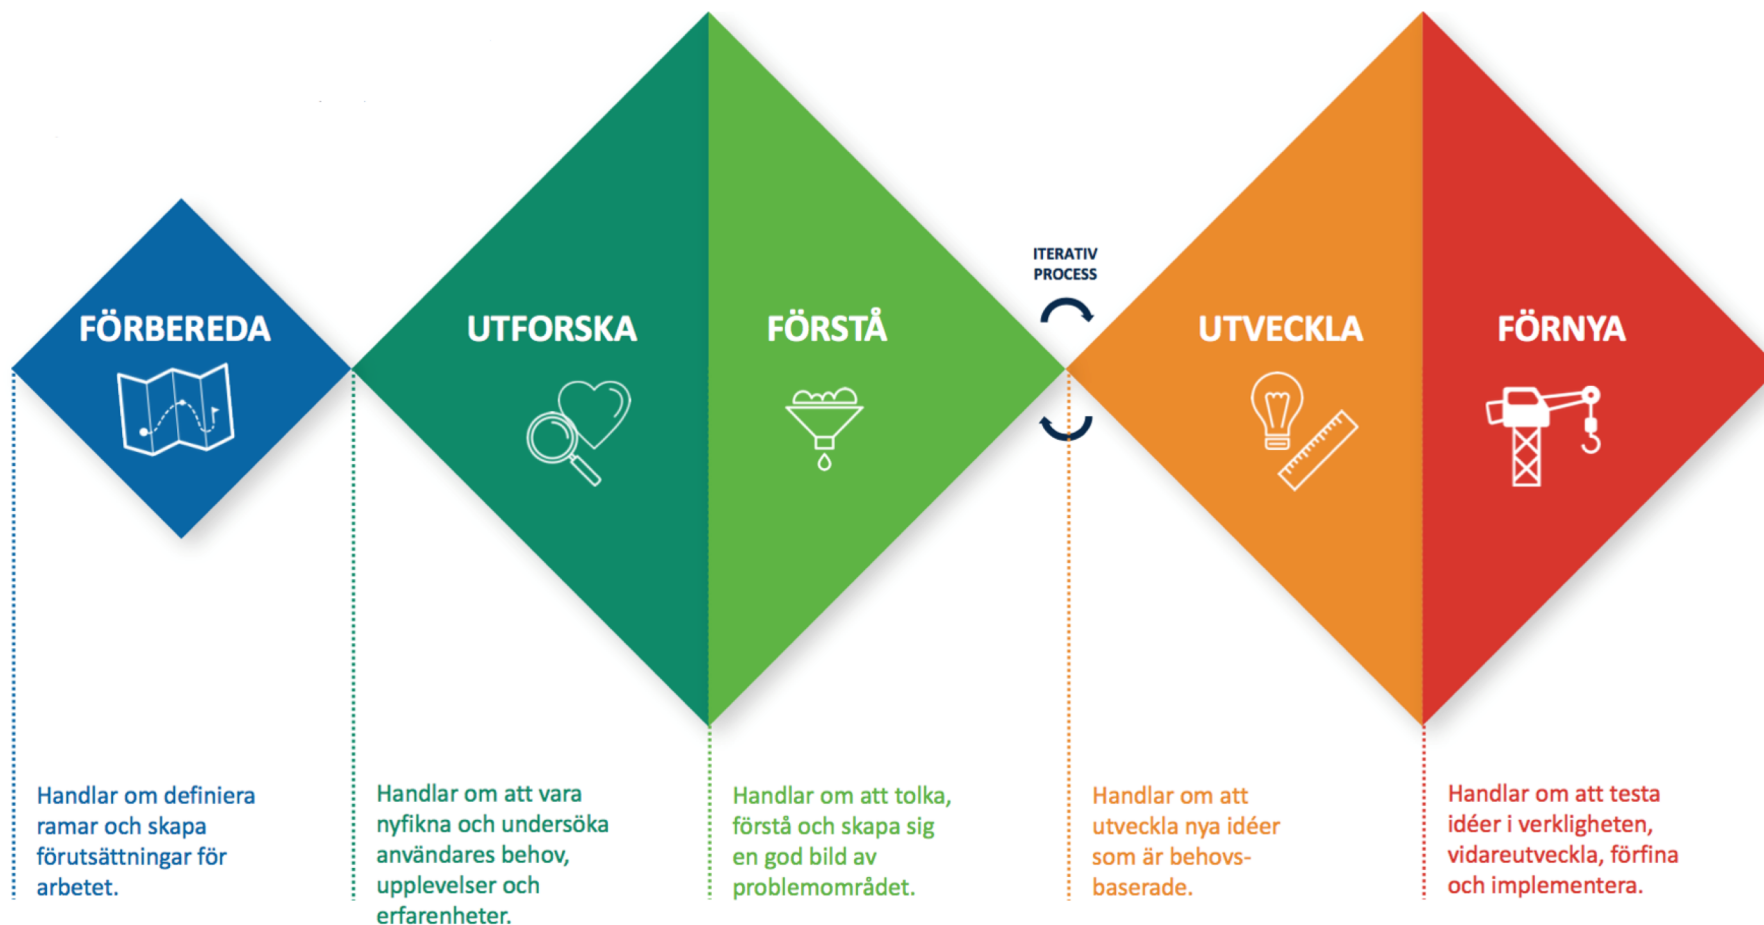 ITERATIV
PROCESS
FÖRBEREDA
UTFORSKA
FÖRSTÅ
UTVECKLA
FÖRNYA
Handlar om definiera
ramar och skapa
förutsättningar för
arbetet.
Handlar om att vara
nyfikna och undersöka
användares behov,
upplevelser och
erfarenheter.
Handlar om att tolka,
förstå och skapa sig
en god bild av
problemområdet.
Handlar om att
utveckla nya idéer
som är behovs-
baserade.
Handlar om att testa
idéer i verkligheten,
vidareutveckla, förfina
och implementera.